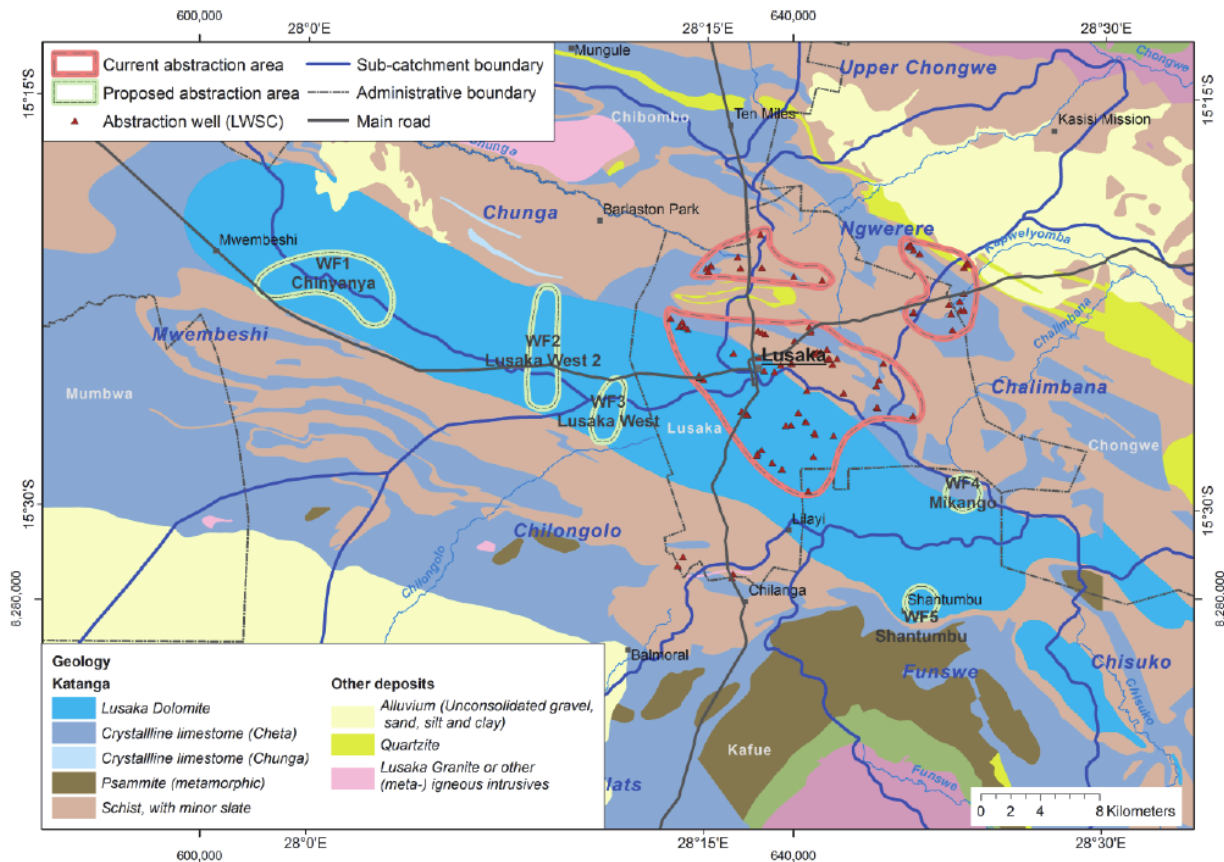 600,000
28°0'E
28°15'E
640,000
28°30'E
15°15'S
15°30'S
8,280,000
15°15'S
15°30'S
8,280,000
600,000
28°0'E
28°15'E
640,000
28°30'E
Current abstraction area
Proposed abstraction area
Abstraction well (LWSC)
Sub-catchment boundary
Administrative boundary
Main road
Mungule
Upper Chongwe
Chongwe
Chibombo
Ten Miles
Kasisi Mission
Chunga
Barlaston Park
Ngwerere
Kapwelyomba
Mwembeshi
WF1
Chinyanya
Mwembeshi
WF2
Lusaka West 2
Lusaka
Chalimbana
Chalimbana
Mumbwa
WF3
Lusaka West
Lusaka
Chongwe
WF4
Mikango
Chilongolo
Lilayi
Chilongolo
Chilanga
Shantumbu
WF5
Shantumbu
Balmoral
Funswe
Chisuko
Chisuko
Kafue
Funswe
lats
Geology
Katanga
Lusaka Dolomite
Crystallline limestome (Cheta)
Crystallline limestome (Chunga)
Psammite (metamorphic)
Schist, with minor slate
Other deposits
Alluvium (Unconsolidated gravel,
sand, silt and clay)
Quartzite
Lusaka Granite or other
(meta-) igneous intrusives
0 2 4 8 Kilometers